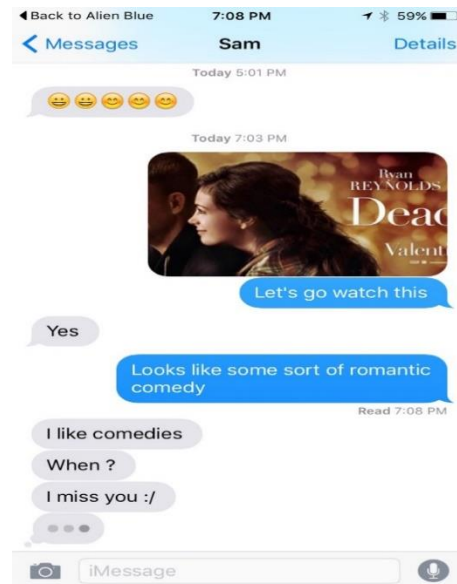 Back to Alien Blue
7:08 PM
59%
Messages
Sam
Details
Today 5:01 PM
😀😀😊😊😊
Today 7:03 PM
Ryan
REYNOLDS
Dead
Valent
Let's go watch this
Yes
Looks like some sort of romantic
comedy
Read 7:08 PM
I like comedies
When ?
I miss you :/
iMessage